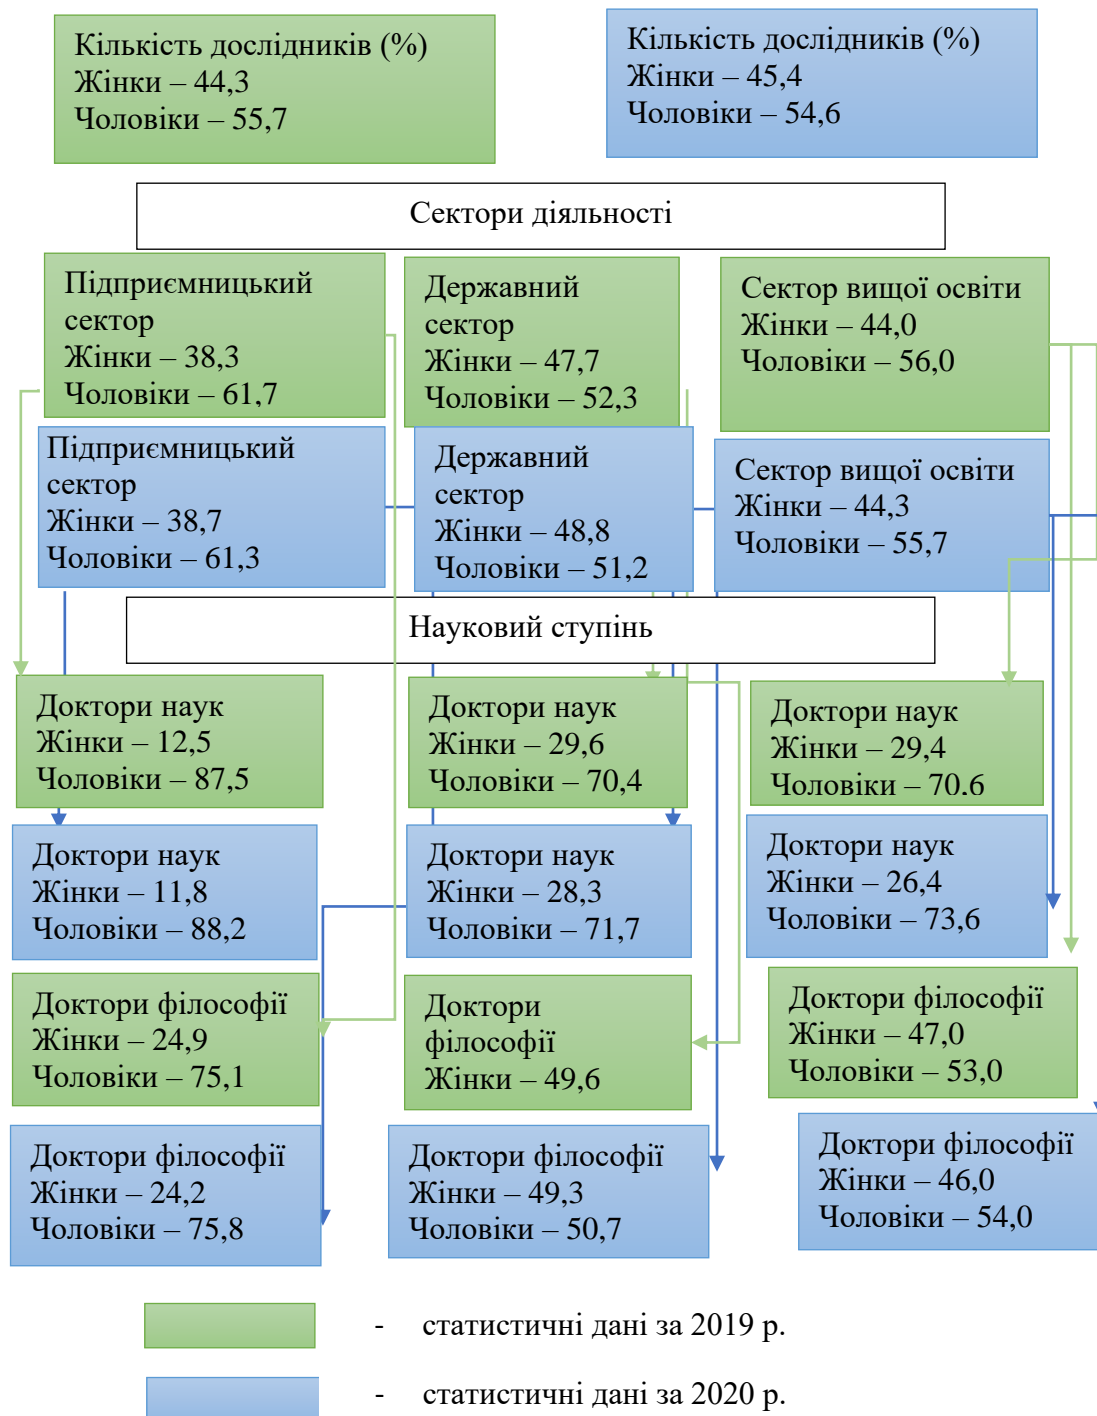 Кількість дослідників (%)
Жінки – 44,3
Чоловіки – 55,7
Кількість дослідників (%)
Жінки – 45,4
Чоловіки – 54,6
Сектори діяльності
Підприємницький
сектор
Жінки – 38,3
Чоловіки – 61,7
Державний
сектор
Жінки – 47,7
Чоловіки – 52,3
Сектор вищої освіти
Жінки – 44,0
Чоловіки – 56,0
Підприємницький
сектор
Жінки – 38,7
Чоловіки – 61,3
Державний
сектор
Жінки – 48,8
Чоловіки – 51,2
Сектор вищої освіти
Жінки – 44,3
Чоловіки – 55,7
Науковий ступінь
Доктори наук
Жінки – 12,5
Чоловіки – 87,5
Доктори наук
Жінки – 29,6
Чоловіки – 70,4
Доктори наук
Жінки – 29,4
Чоловіки – 70,6
Доктори наук
Жінки – 11,8
Чоловіки – 88,2
Доктори наук
Жінки – 28,3
Чоловіки – 71,7
Доктори наук
Жінки – 26,4
Чоловіки – 73,6
Доктори філософії
Жінки – 24,9
Чоловіки – 75,1
Доктори
філософії
Жінки – 49,6
Доктори філософії
Жінки – 47,0
Чоловіки – 53,0
Доктори філософії
Жінки – 24,2
Чоловіки – 75,8
Доктори філософії
Жінки – 49,3
Чоловіки – 50,7
Доктори філософії
Жінки – 46,0
Чоловіки – 54,0
- статистичні дані за 2019 р.
- статистичні дані за 2020 р.